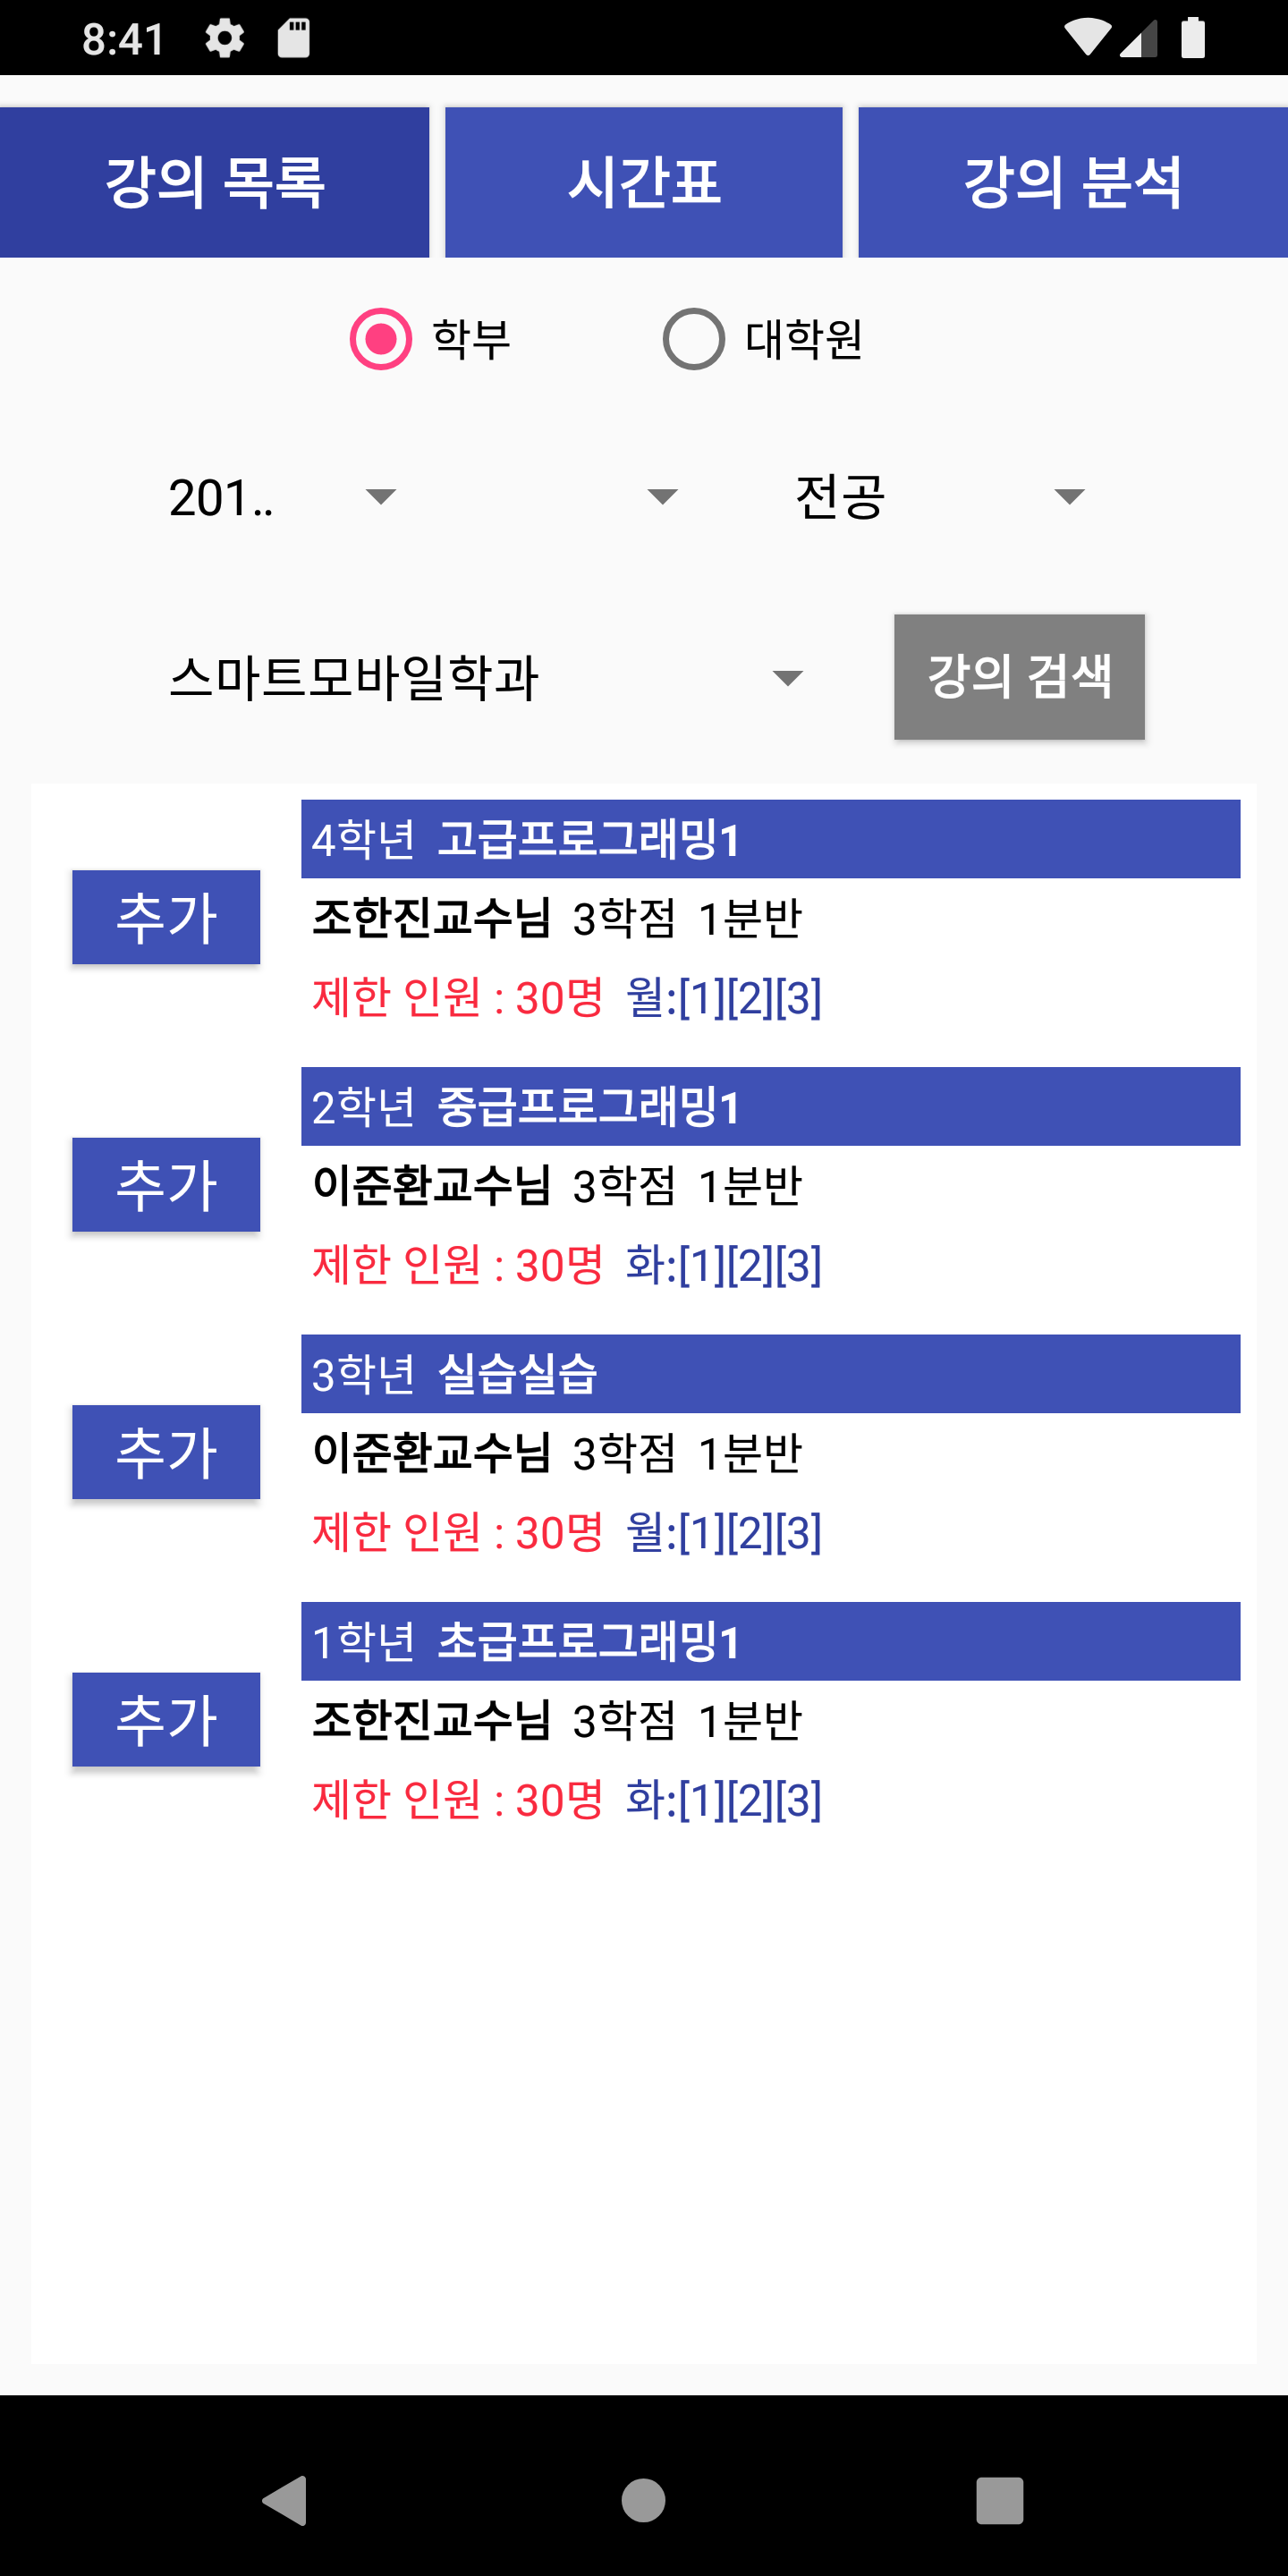 8:41
강의 목록 시간표 강의 분석
학부 대학원
201.. 전공
스마트모바일학과 강의 검색
4학년 고급프로그래밍1
추가
조한진교수님 3학점 1분반
제한 인원 : 30명 월:[1][2][3]
2학년 중급프로그래밍1
추가
이준환교수님 3학점 1분반
제한 인원 : 30명 화:[1][2][3]
3학년 실습실습
추가
이준환교수님 3학점 1분반
제한 인원 : 30명 월:[1][2][3]
1학년 초급프로그래밍1
추가
조한진교수님 3학점 1분반
제한 인원 : 30명 화:[1][2][3]